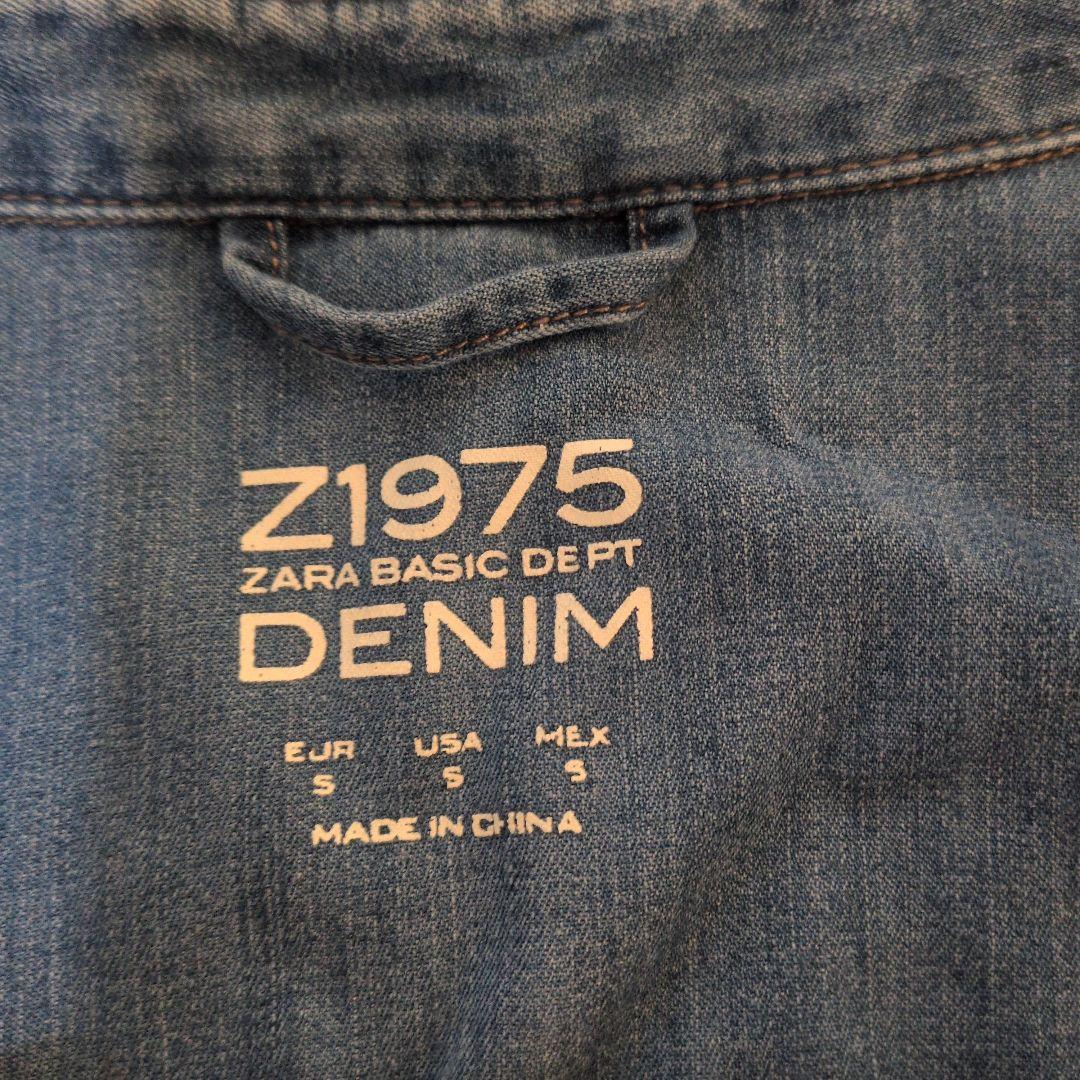 Z1975
ZARA BASIC DEPT
DENIM
EUR USA MEX
S S S
MADE IN CHINA